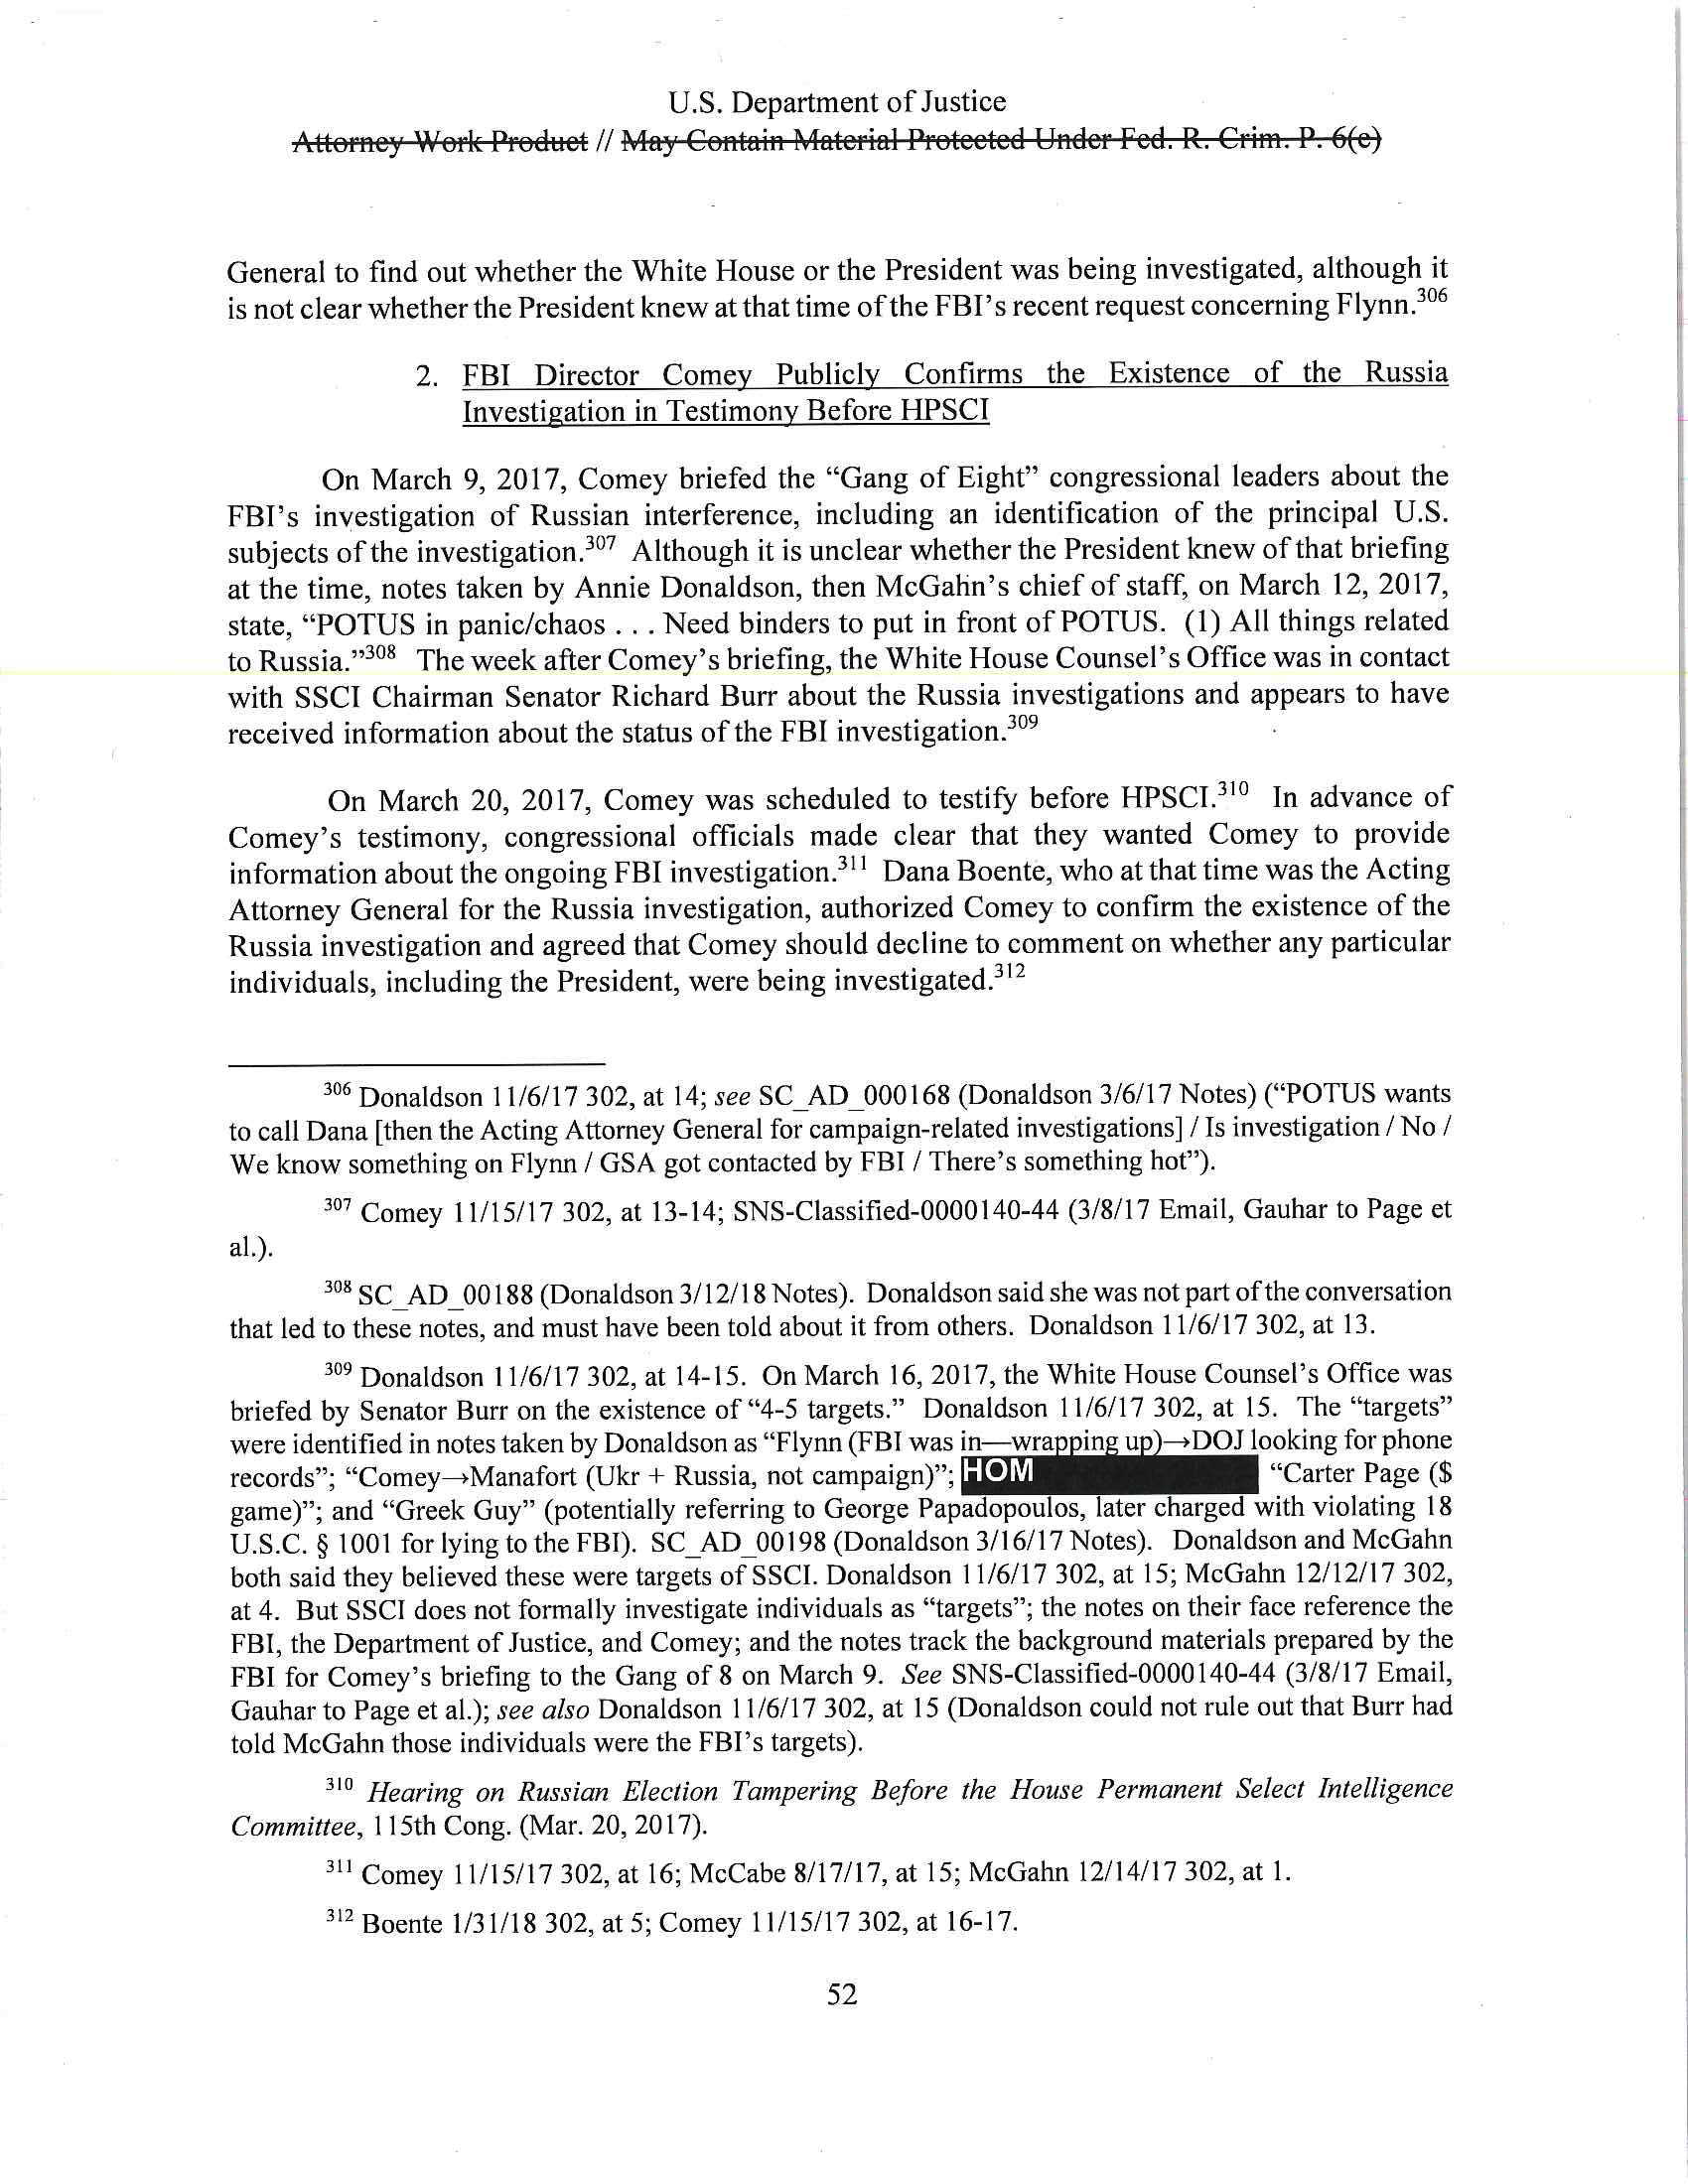 U.S. Department of Justice
Attorney Work Product // May Contain Material Protected Under Fed. R. Crim. P. 6(e)
General to find out whether the White House or the President was being investigated, although it
is not clear whether the President knew at that time of the FBI's recent request concerning Flynn.306
2. FBI Director Comey Publicly Confirms the Existence of the Russia
Investigation in Testimony Before HPSCI
On March 9, 2017, Comey briefed the “Gang of Eight” congressional leaders about the
FBI's investigation of Russian interference, including an identification of the principal U.S.
subjects of the investigation.307 Although it is unclear whether the President knew of that briefing
at the time, notes taken by Annie Donaldson, then McGahn's chief of staff, on March 12, 2017,
state, “POTUS in panic/chaos . . . Need binders to put in front of POTUS. (1) All things related
to Russia.”308 The week after Comey's briefing, the White House Counsel's Office was in contact
with SSCI Chairman Senator Richard Burr about the Russia investigations and appears to have
received information about the status of the FBI investigation.309
On March 20, 2017, Comey was scheduled to testify before HPSCI.310 In advance of
Comey's testimony, congressional officials made clear that they wanted Comey to provide
information about the ongoing FBI investigation.311 Dana Boente, who at that time was the Acting
Attorney General for the Russia investigation, authorized Comey to confirm the existence of the
Russia investigation and agreed that Comey should decline to comment on whether any particular
individuals, including the President, were being investigated.312
306 Donaldson 11/6/17 302, at 14; see SC_AD_000168 (Donaldson 3/6/17 Notes) (“POTUS wants
to call Dana [then the Acting Attorney General for campaign-related investigations] / Is investigation / No /
We know something on Flynn / GSA got contacted by FBI / There's something hot”).
307 Comey 11/15/17 302, at 13-14; SNS-Classified-0000140-44 (3/8/17 Email, Gauhar to Page et
al.).
308 SC_AD_00188 (Donaldson 3/12/18 Notes). Donaldson said she was not part of the conversation
that led to these notes, and must have been told about it from others. Donaldson 11/6/17 302, at 13.
309 Donaldson 11/6/17 302, at 14-15. On March 16, 2017, the White House Counsel's Office was
briefed by Senator Burr on the existence of “4-5 targets.” Donaldson 11/6/17 302, at 15. The “targets”
were identified in notes taken by Donaldson as “Flynn (FBI was in—wrapping up)→DOJ looking for phone
records”; “Comey→Manafort (Ukr + Russia, not campaign)”; HOM “Carter Page ($
game)”; and “Greek Guy” (potentially referring to George Papadopoulos, later charged with violating 18
U.S.C. § 1001 for lying to the FBI). SC_AD_00198 (Donaldson 3/16/17 Notes). Donaldson and McGahn
both said they believed these were targets of SSCI. Donaldson 11/6/17 302, at 15; McGahn 12/12/17 302,
at 4. But SSCI does not formally investigate individuals as “targets”; the notes on their face reference the
FBI, the Department of Justice, and Comey; and the notes track the background materials prepared by the
FBI for Comey's briefing to the Gang of 8 on March 9. See SNS-Classified-0000140-44 (3/8/17 Email,
Gauhar to Page et al.); see also Donaldson 11/6/17 302, at 15 (Donaldson could not rule out that Burr had
told McGahn those individuals were the FBI's targets).
310 Hearing on Russian Election Tampering Before the House Permanent Select Intelligence
Committee, 115th Cong. (Mar. 20, 2017).
311 Comey 11/15/17 302, at 16; McCabe 8/17/17, at 15; McGahn 12/14/17 302, at 1.
312 Boente 1/31/18 302, at 5; Comey 11/15/17 302, at 16-17.
52